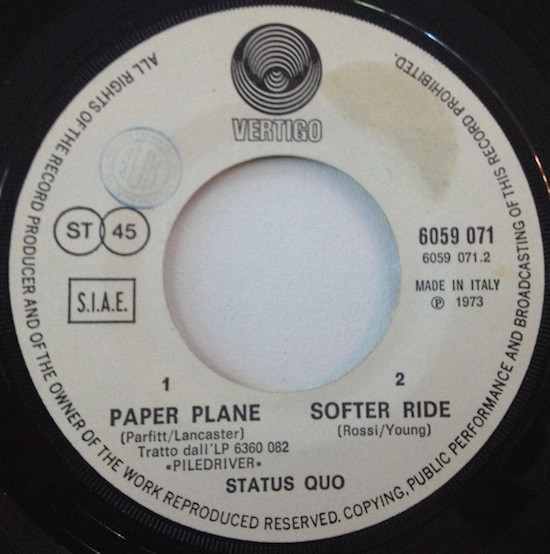 VERTIGO
ALL RIGHTS OF THE RECORD PRODUCER AND OF THE OWNER OF THE WORK REPRODUCED RESERVED. COPYING, PUBLIC PERFORMANCE AND BROADCASTING OF THIS RECORD PROHIBITED.
ST 45
S.I.A.E.
6059 071
6059 071.2
MADE IN ITALY
Ⓟ 1973
1
PAPER PLANE
(Parfitt/Lancaster)
Tratto dall'LP 6360 082
«PILEDRIVER»
2
SOFTER RIDE
(Rossi/Young)
STATUS QUO